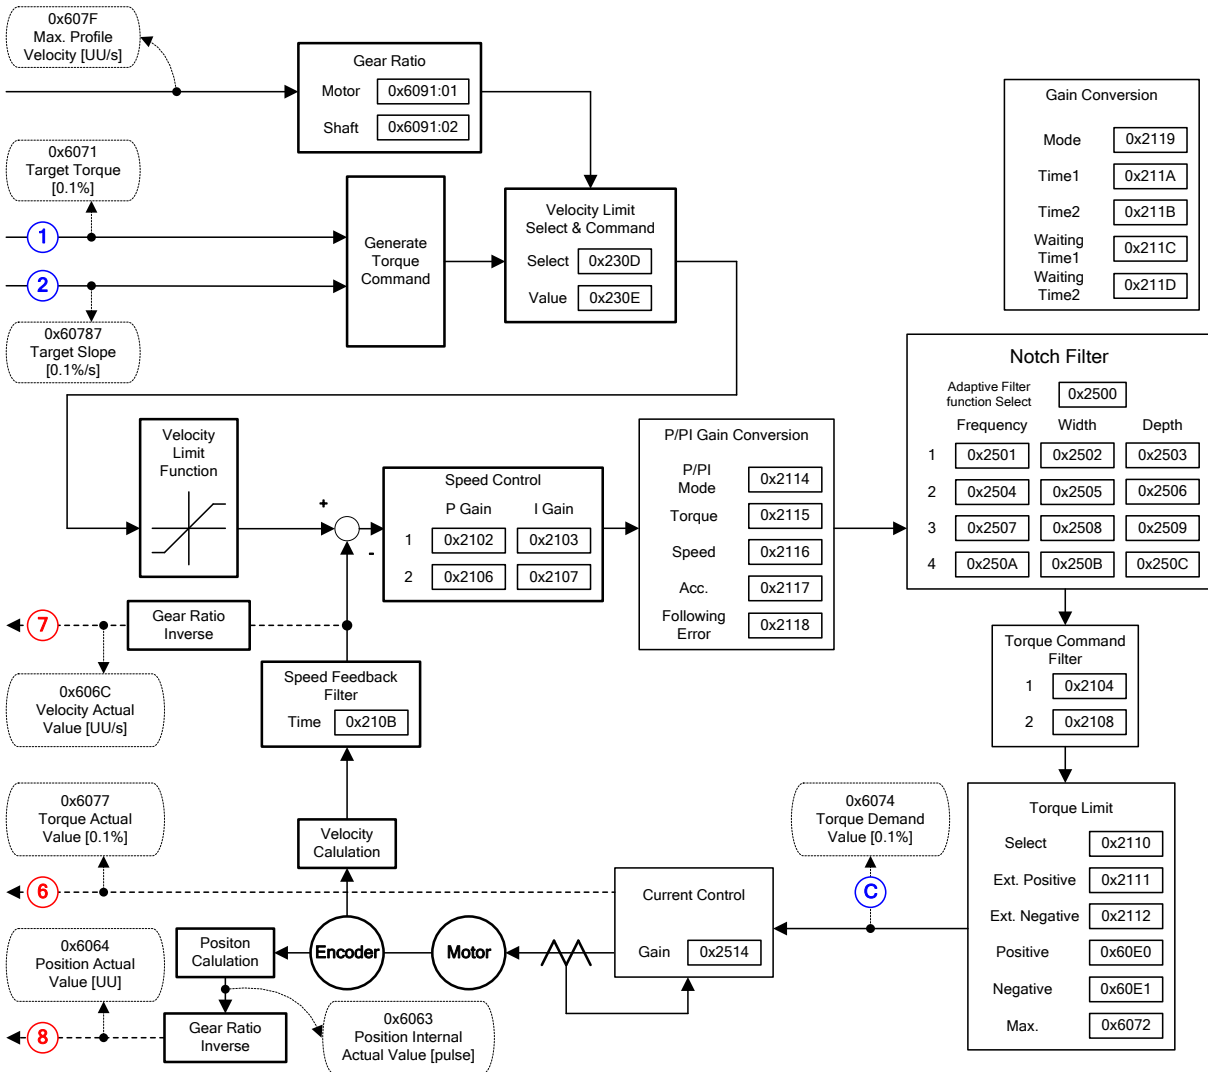 0x607F
Max. Profile
Velocity [UU/s]
Gear Ratio
Motor 0x6091:01
Shaft 0x6091:02
Gain Conversion
Mode 0x2119
Time1 0x211A
Time2 0x211B
Waiting
Time1 0x211C
Waiting
Time2 0x211D
0x6071
Target Torque
[0.1%]
1
2
0x60787
Target Slope
[0.1%/s]
Generate
Torque
Command
Velocity Limit
Select & Command
Select 0x230D
Value 0x230E
Notch Filter
Adaptive Filter
function Select 0x2500
Frequency Width Depth
1 0x2501 0x2502 0x2503
2 0x2504 0x2505 0x2506
3 0x2507 0x2508 0x2509
4 0x250A 0x250B 0x250C
Velocity
Limit
Function
+
-
Speed Control
P Gain I Gain
1 0x2102 0x2103
2 0x2106 0x2107
P/PI Gain Conversion
P/PI
Mode 0x2114
Torque 0x2115
Speed 0x2116
Acc. 0x2117
Following
Error 0x2118
7
Gear Ratio
Inverse
0x606C
Velocity Actual
Value [UU/s]
Speed Feedback
Filter
Time 0x210B
Torque Command
Filter
1 0x2104
2 0x2108
0x6077
Torque Actual
Value [0.1%]
Velocity
Calulation
0x6074
Torque Demand
Value [0.1%]
Torque Limit
Select 0x2110
Ext. Positive 0x2111
Ext. Negative 0x2112
Positive 0x60E0
Negative 0x60E1
Max. 0x6072
6
C
Current Control
Gain 0x2514
0x6064
Position Actual
Value [UU]
Positon
Calulation
Encoder
Motor
8
Gear Ratio
Inverse
0x6063
Position Internal
Actual Value [pulse]